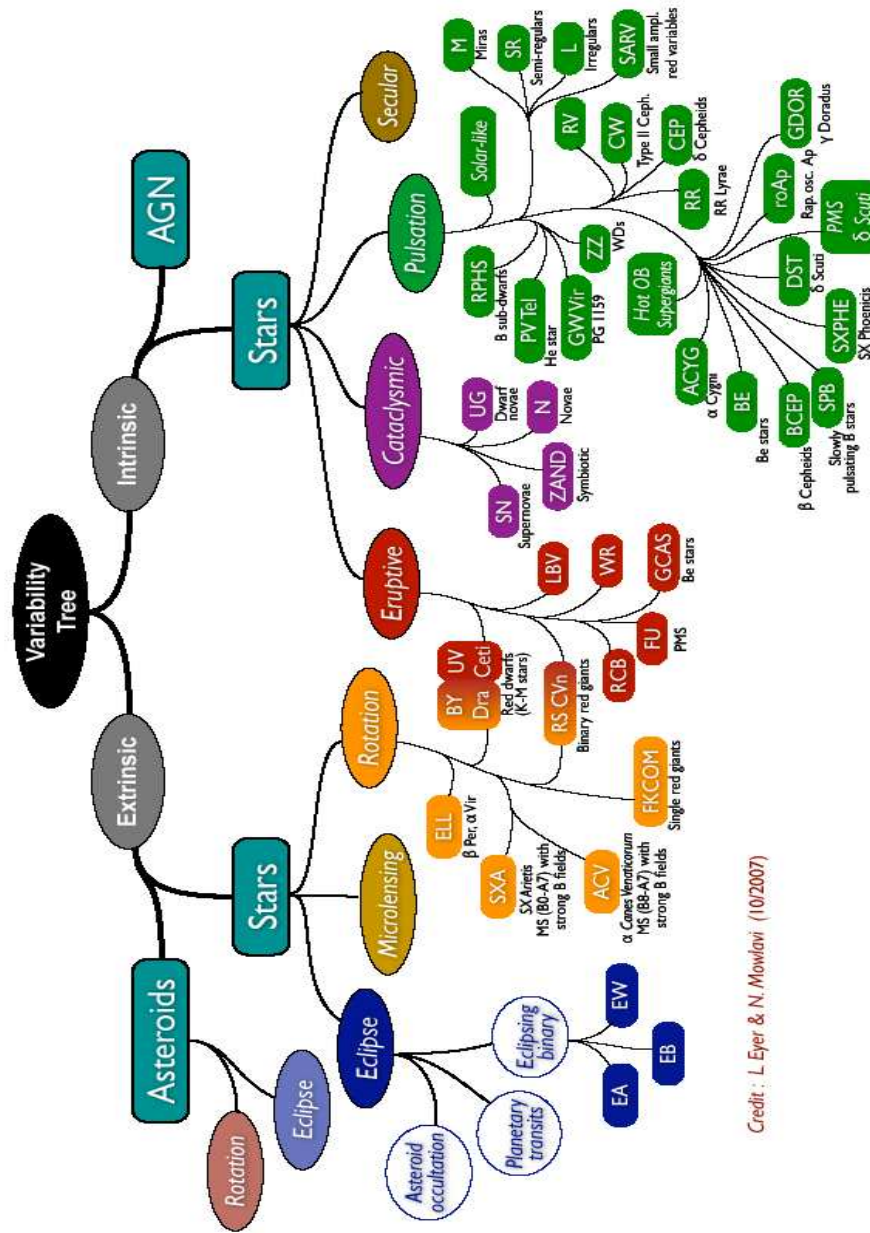 Variability
Tree
Extrinsic
Intrinsic
Asteroids
Stars
Stars
AGN
Rotation
Eclipse
Eclipse
Microlensing
Rotation
Eruptive
Cataclysmic
Pulsation
Secular
Asteroid
occultation
Planetary
transits
Eclipsing
binary
EA
EB
EW
ELL
β Per, α Vir
SXA
SX Arietis
MS (B0-A7) with
strong B fields
ACV
α Canes Venaticorum
MS (B8-A7) with
strong B fields
FKCOM
Single red giants
BY
Dra
UV
Ceti
Red dwarfs
(K-M stars)
RS CVn
Binary red giants
LBV
WR
GCAS
Be stars
FU
PMS
RCB
SN
Supernovae
UG
Dwarf
novae
ZAND
Symbiotic
N
Novae
RPHS
B sub-dwarfs
PV Tel
He star
GW Vir
PG 1159
ZZ
WDs
Solar-like
M
Miras
SR
Semi-regulars
L
Irregulars
SARV
Small ampl.
red variables
RV
CW
Type II Ceph.
CEP
δ Cepheids
RR
RR Lyrae
Hot OB
Supergiants
ACYG
α Cygni
BE
Be stars
BCEP
β Cepheids
SPB
Slowly
pulsating B stars
SXPHE
SX Phoenicis
DST
δ Scuti
PMS
δ Scuti
roAp
Rap. osc. Ap
GDOR
γ Doradus
Credit : L. Eyer & N. Mowlavi (10/2007)